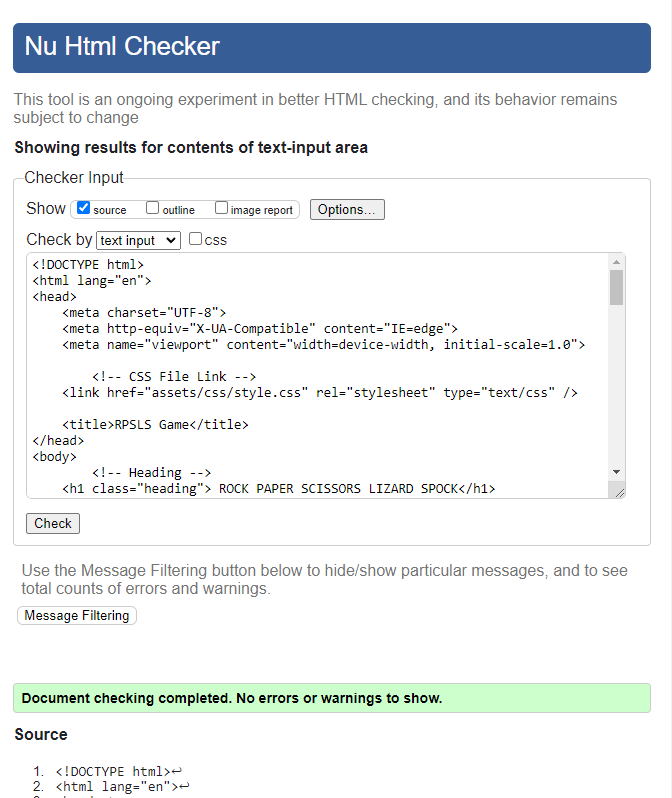 Nu Html Checker
This tool is an ongoing experiment in better HTML checking, and its behavior remains
subject to change
Showing results for contents of text-input area
Checker Input
Show source outline image report Options...
Check by text input css
<!DOCTYPE html>
<html lang="en">
<head>
    <meta charset="UTF-8">
    <meta http-equiv="X-UA-Compatible" content="IE=edge">
    <meta name="viewport" content="width=device-width, initial-scale=1.0">
        <!-- CSS File Link -->
    <link href="assets/css/style.css" rel="stylesheet" type="text/css" />
    <title>RPSLS Game</title>
</head>
<body>
        <!-- Heading -->
    <h1 class="heading"> ROCK PAPER SCISSORS LIZARD SPOCK</h1>
Check
Use the Message Filtering button below to hide/show particular messages, and to see
total counts of errors and warnings.
Message Filtering
Document checking completed. No errors or warnings to show.
Source
1. <!DOCTYPE html>↩
2. <html lang="en">↩